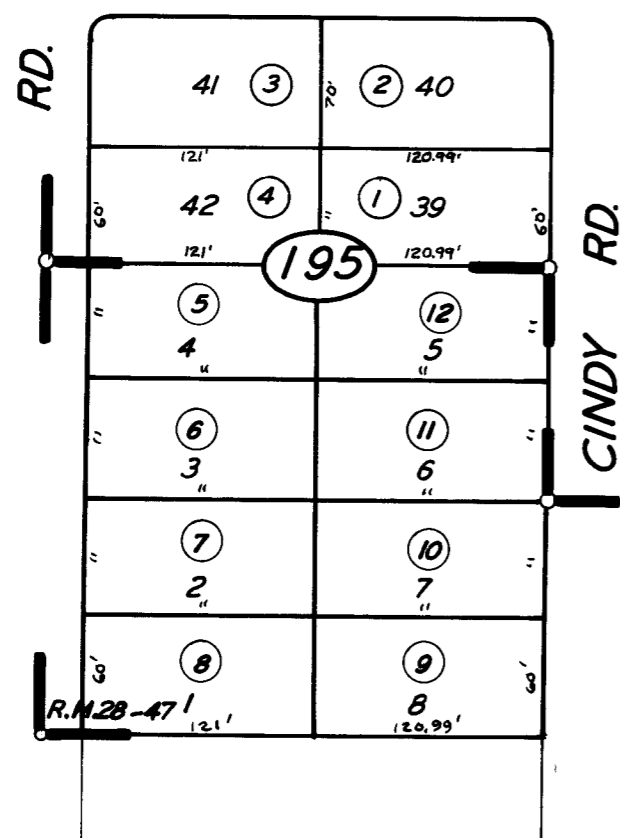 RD.
41 3 70' 2 40
121' 120.99'
60' 42 4 " 1 39 60'
121' 120.99'
195
RD.
CINDY
" 5 12 "
4 5
" "
" 6 11 "
3 6
" "
" 7 10 "
2 7
" "
60' 8 9 60'
R.M.28-47 1 8
121' 120.99'